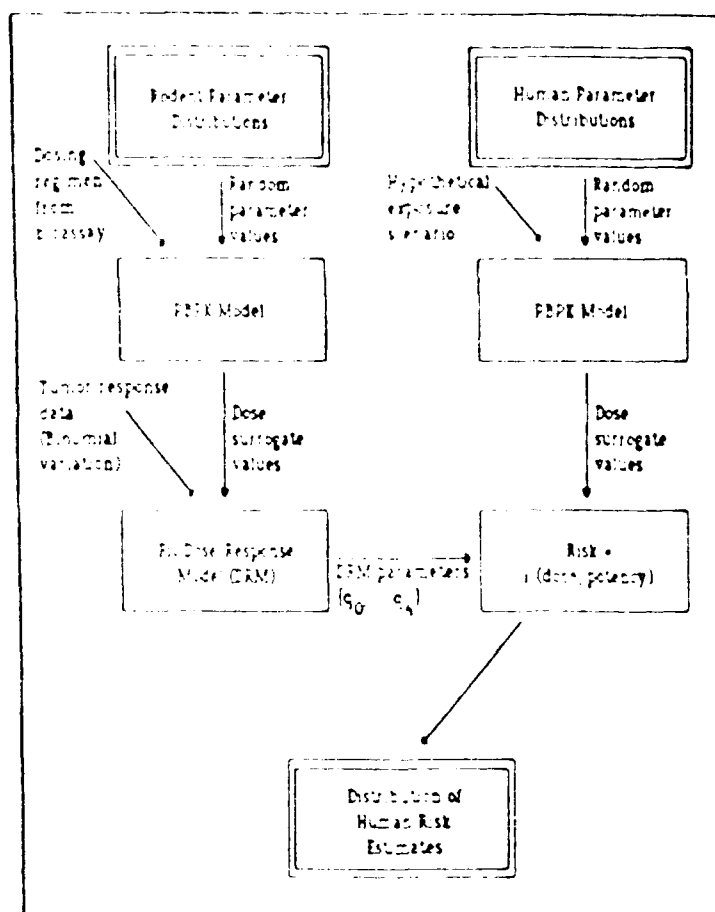 Rodent Parameter
Distributions
Human Parameter
Distributions
Dosing
regimen
from
bioassay
Random
parameter
values
Hypothetical
exposure
scenario
Random
parameter
values
PBPK Model
PBPK Model
Tumor response
data
(Binomial
variation)
Dose
surrogate
values
Dose
surrogate
values
Fit Dose Response
Model (DRM)
DRM parameters
Risk =
(dose, potency)
Distribution of
Human Risk
Estimates